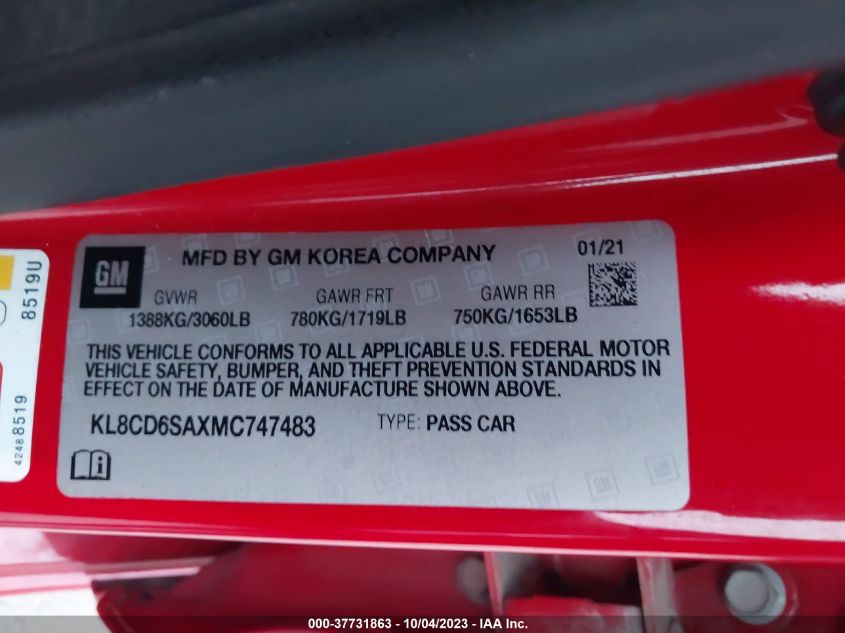 GM
MFD BY GM KOREA COMPANY
01/21
GVWR GAWR FRT GAWR RR
1388KG/3060LB 780KG/1719LB 750KG/1653LB
THIS VEHICLE CONFORMS TO ALL APPLICABLE U.S. FEDERAL MOTOR
VEHICLE SAFETY, BUMPER, AND THEFT PREVENTION STANDARDS IN
EFFECT ON THE DATE OF MANUFACTURE SHOWN ABOVE.
KL8CD6SAXMC747483 TYPE: PASS CAR
8519U
4248 8519
000-37731863 - 10/04/2023 - IAA Inc.